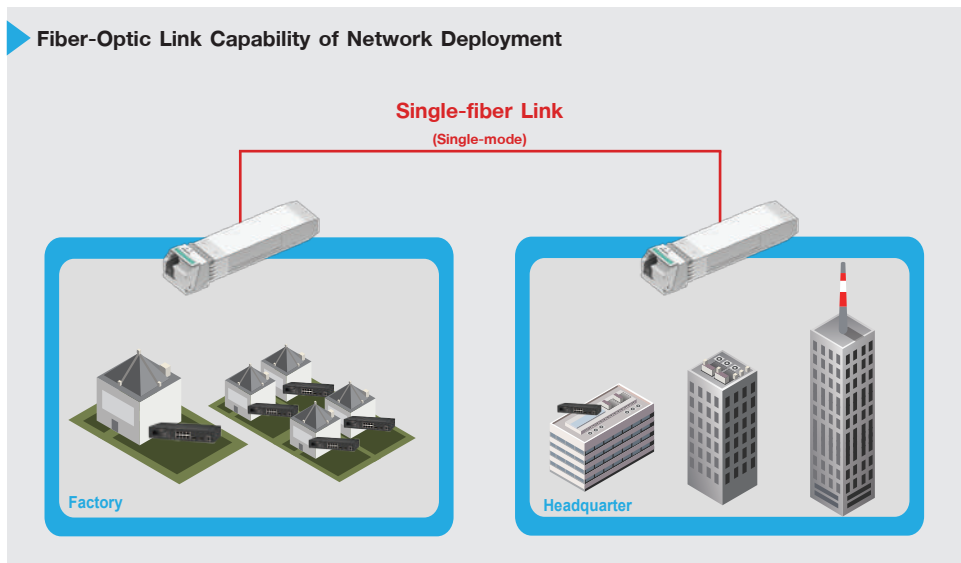 Fiber-Optic Link Capability of Network Deployment
Single-fiber Link
(Single-mode)
Factory
Headquarter